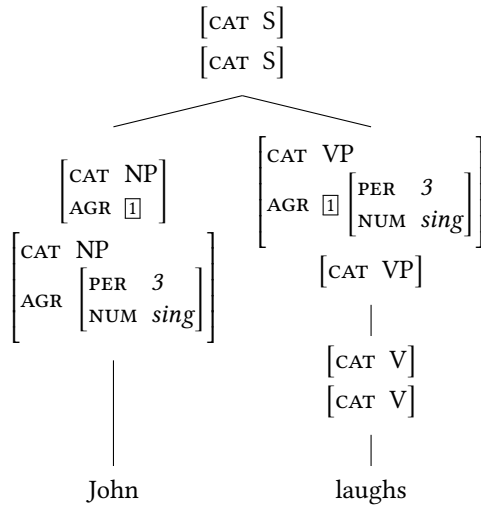 [CAT S]
[CAT S]
[CAT NP]
[AGR 1]
[CAT NP]
[AGR [PER 3]
[NUM sing]]
[CAT VP]
[AGR 1 [PER 3]
[NUM sing]]
[CAT VP]
[CAT V]
[CAT V]
John
laughs